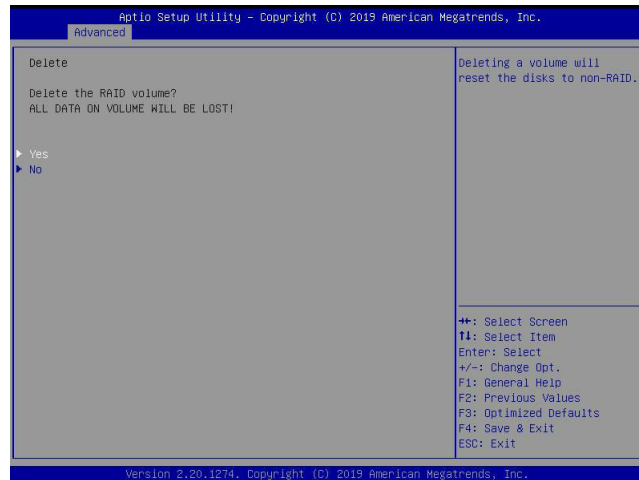 Aptio Setup Utility – Copyright (C) 2019 American Megatrends, Inc.
Advanced
Delete
Delete the RAID volume?
ALL DATA ON VOLUME WILL BE LOST!
Yes
No
Deleting a volume will
reset the disks to non-RAID.
→←: Select Screen
↑↓: Select Item
Enter: Select
+/-: Change Opt.
F1: General Help
F2: Previous Values
F3: Optimized Defaults
F4: Save & Exit
ESC: Exit
Version 2.20.1274. Copyright (C) 2019 American Megatrends, Inc.